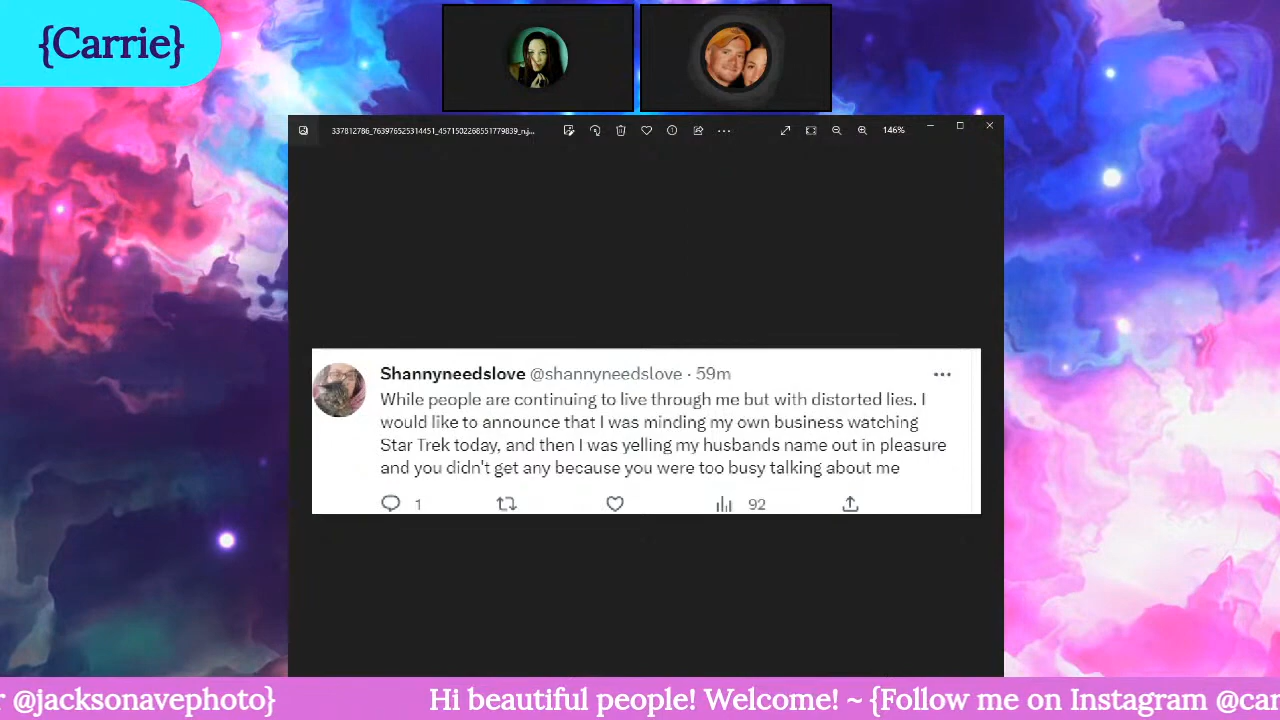 {Carrie}
337812786_763976525314451_4571502268551779839_n.j...
146%
Shannyneedslove @shannyneedslove · 59m
While people are continuing to live through me but with distorted lies. I
would like to announce that I was minding my own business watching
Star Trek today, and then I was yelling my husbands name out in pleasure
and you didn't get any because you were too busy talking about me
1
92
r @jacksonavephoto}
Hi beautiful people! Welcome! ~ {Follow me on Instagram @car